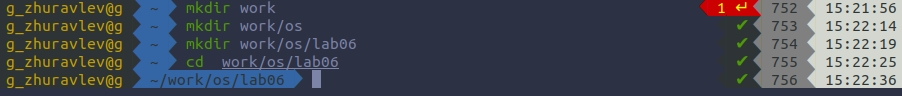 g_zhuravlev@g ~ mkdir work 1 ↵ 752 15:21:56
g_zhuravlev@g ~ mkdir work/os ✔ 753 15:22:14
g_zhuravlev@g ~ mkdir work/os/lab06 ✔ 754 15:22:19
g_zhuravlev@g ~ cd work/os/lab06 ✔ 755 15:22:25
g_zhuravlev@g ~/work/os/lab06 ✔ 756 15:22:36